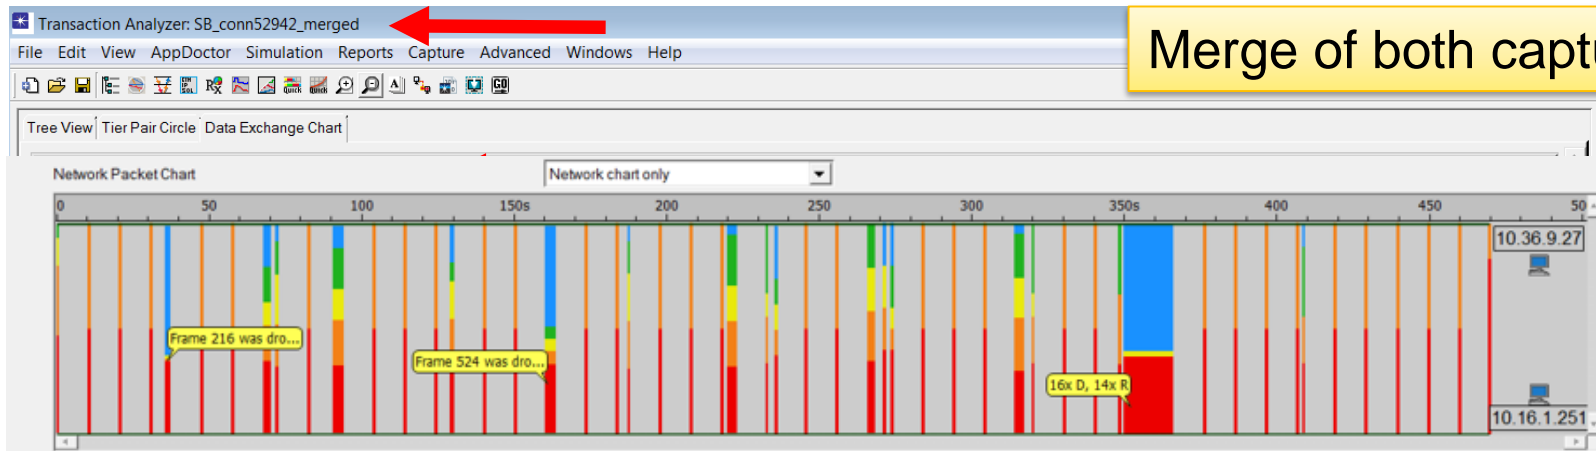 Transaction Analyzer: SB_conn52942_merged
Merge of both captu
File Edit View AppDoctor Simulation Reports Capture Advanced Windows Help
Tree View Tier Pair Circle Data Exchange Chart
Network Packet Chart Network chart only
0 50 100 150s 200 250 300 350s 400 450 50
10.36.9.27
Frame 216 was dro...
Frame 524 was dro...
16x D, 14x R
10.16.1.251